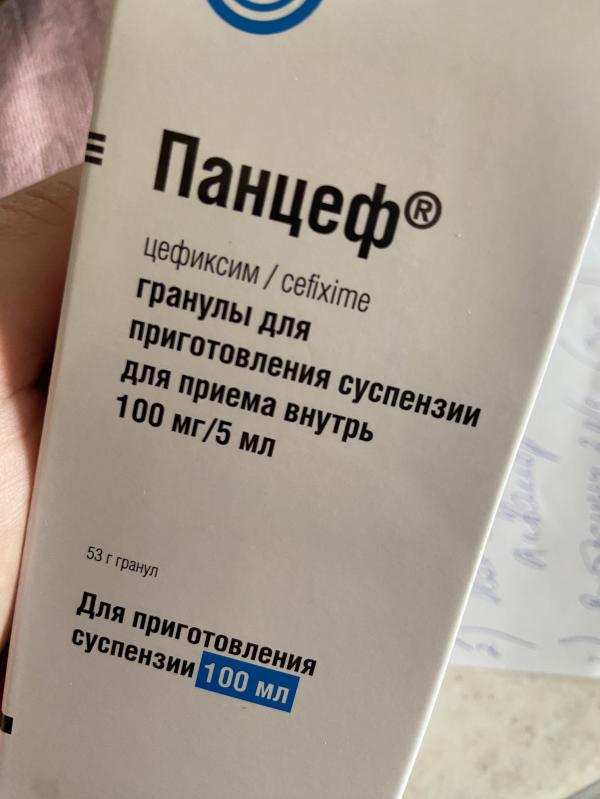 Панцеф®
цефиксим / cefixime
гранулы для
приготовления суспензии
для приема внутрь
100 мг/5 мл
53 г гранул
Для приготовления
суспензии 100 мл
2)